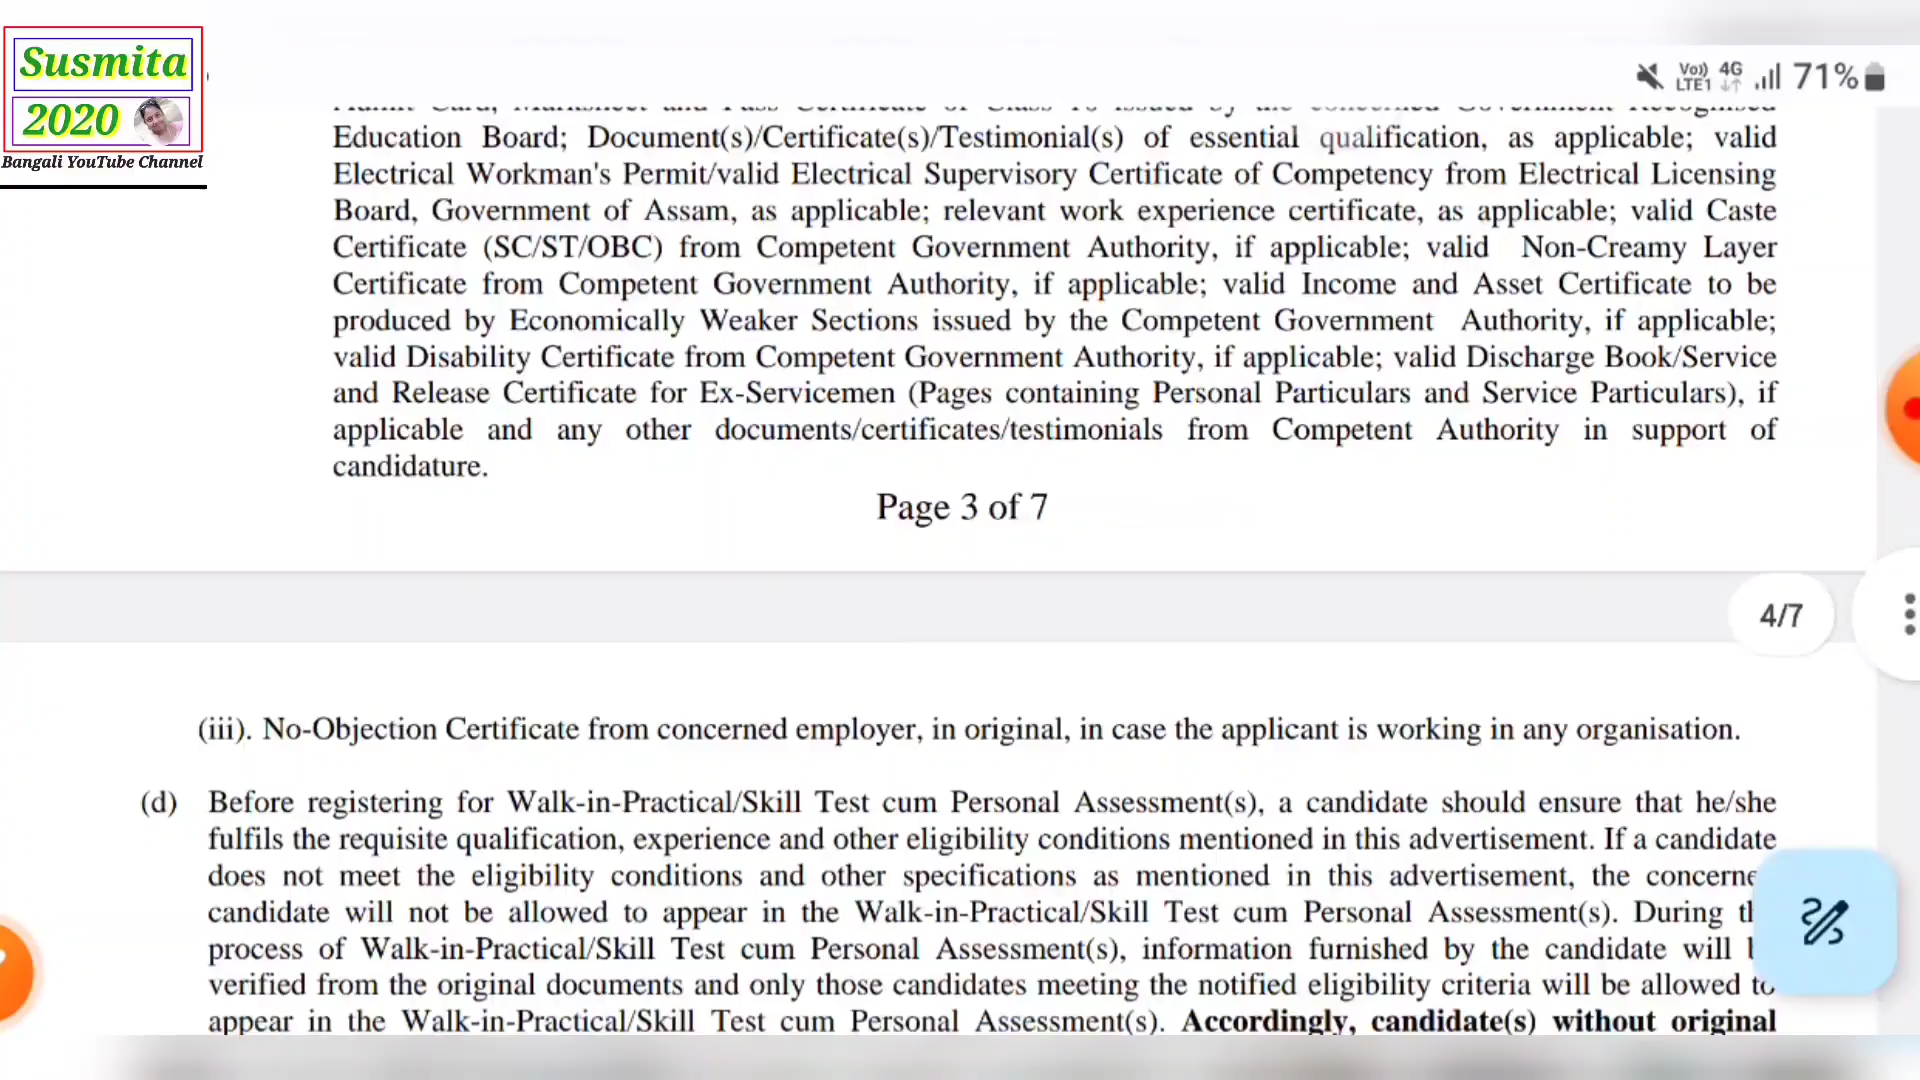 Susmita
2020
Bangali YouTube Channel
Vo)) 4G
LTE1
71%
Education Board; Document(s)/Certificate(s)/Testimonial(s) of essential qualification, as applicable; valid
Electrical Workman's Permit/valid Electrical Supervisory Certificate of Competency from Electrical Licensing
Board, Government of Assam, as applicable; relevant work experience certificate, as applicable; valid Caste
Certificate (SC/ST/OBC) from Competent Government Authority, if applicable; valid Non-Creamy Layer
Certificate from Competent Government Authority, if applicable; valid Income and Asset Certificate to be
produced by Economically Weaker Sections issued by the Competent Government Authority, if applicable;
valid Disability Certificate from Competent Government Authority, if applicable; valid Discharge Book/Service
and Release Certificate for Ex-Servicemen (Pages containing Personal Particulars and Service Particulars), if
applicable and any other documents/certificates/testimonials from Competent Authority in support of
candidature.
Page 3 of 7
4/7
(iii). No-Objection Certificate from concerned employer, in original, in case the applicant is working in any organisation.
(d) Before registering for Walk-in-Practical/Skill Test cum Personal Assessment(s), a candidate should ensure that he/she
fulfils the requisite qualification, experience and other eligibility conditions mentioned in this advertisement. If a candidate
does not meet the eligibility conditions and other specifications as mentioned in this advertisement, the
candidate will not be allowed to appear in the Walk-in-Practical/Skill Test cum Personal Assessment(s). During
process of Walk-in-Practical/Skill Test cum Personal Assessment(s), information furnished by the candidate will
verified from the original documents and only those candidates meeting the notified eligibility criteria will be allowed to
appear in the Walk-in-Practical/Skill Test cum Personal Assessment(s). Accordingly, candidate(s) without original